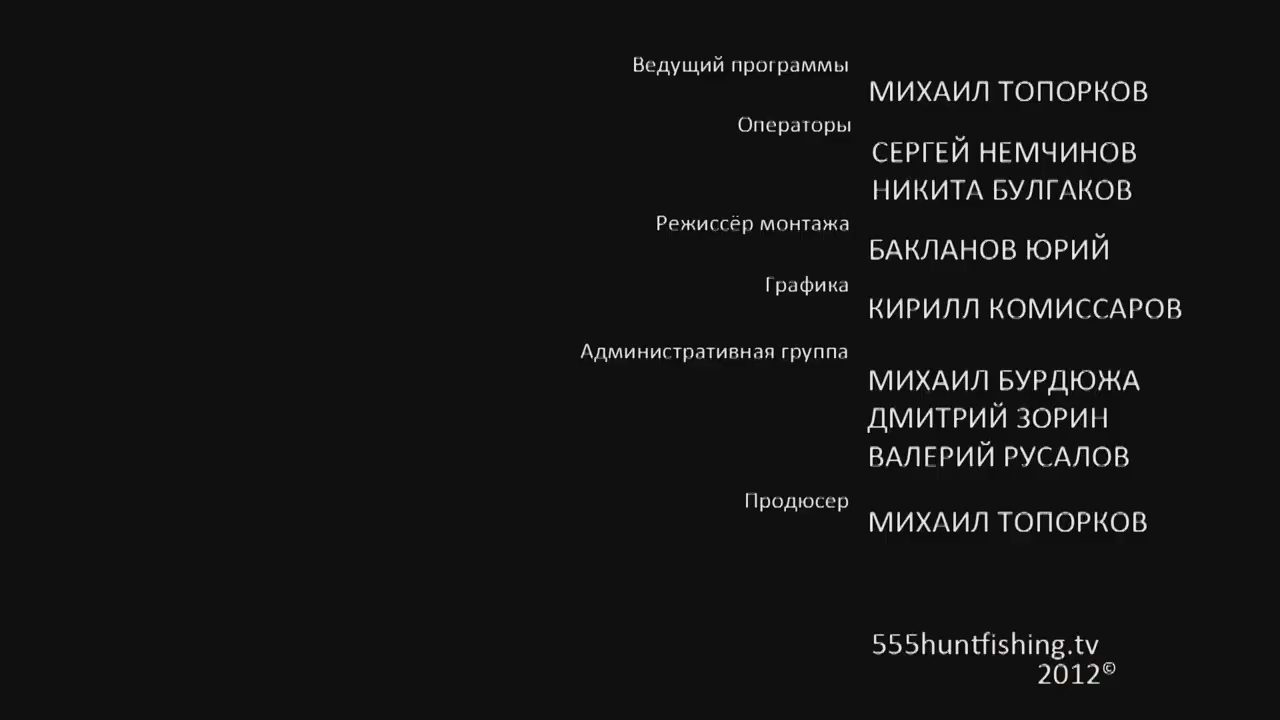 Ведущий программы
МИХАИЛ ТОПОРКОВ
Операторы
СЕРГЕЙ НЕМЧИНОВ
НИКИТА БУЛГАКОВ
Режиссёр монтажа
БАКЛАНОВ ЮРИЙ
Графика
КИРИЛЛ КОМИССАРОВ
Административная группа
МИХАИЛ БУРДЮЖА
ДМИТРИЙ ЗОРИН
ВАЛЕРИЙ РУСАЛОВ
Продюсер
МИХАИЛ ТОПОРКОВ
555huntfishing.tv
2012©